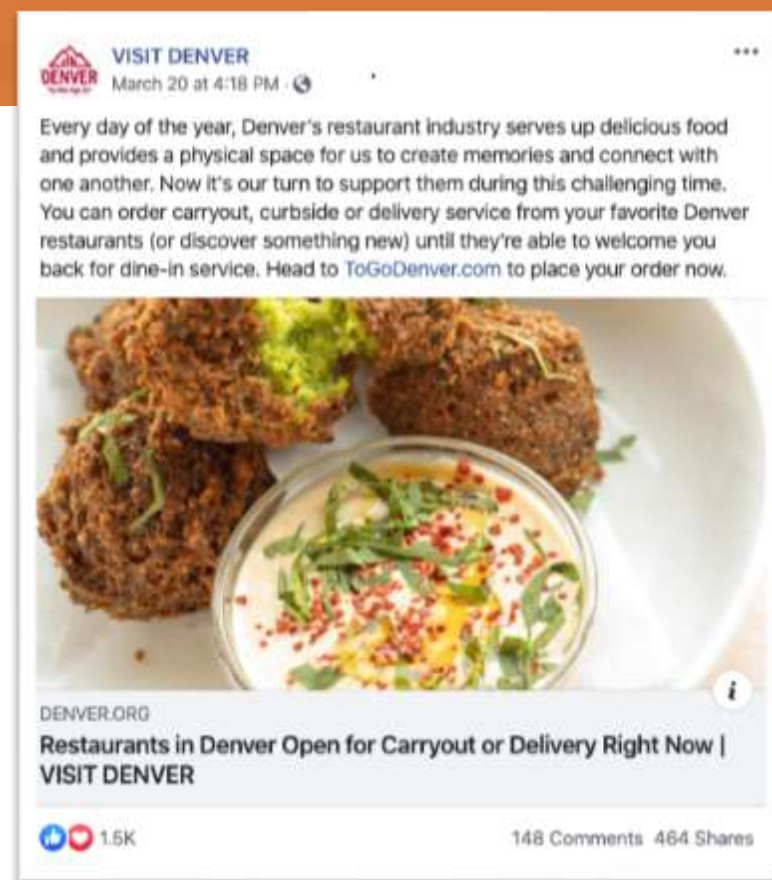 VISIT DENVER
DENVER
March 20 at 4:18 PM
Every day of the year, Denver's restaurant industry serves up delicious food
and provides a physical space for us to create memories and connect with
one another. Now it's our turn to support them during this challenging time.
You can order carryout, curbside or delivery service from your favorite Denver
restaurants (or discover something new) until they're able to welcome you
back for dine-in service. Head to ToGoDenver.com to place your order now.
i
DENVER.ORG
Restaurants in Denver Open for Carryout or Delivery Right Now |
VISIT DENVER
1.5K
148 Comments 464 Shares